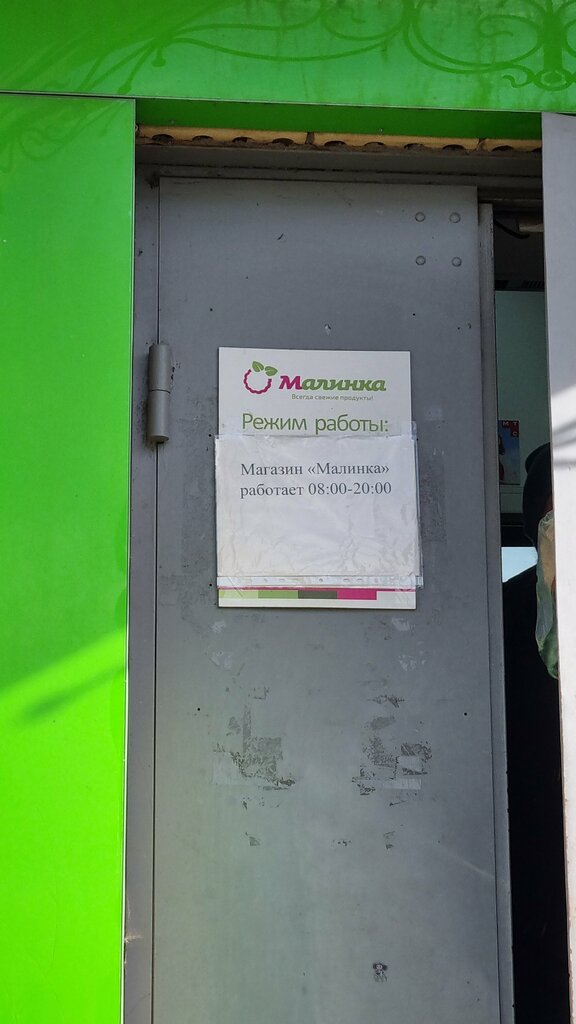 Малинка
Всегда свежие продукты!
Режим работы:
Магазин «Малинка»
работает 08:00-20:00